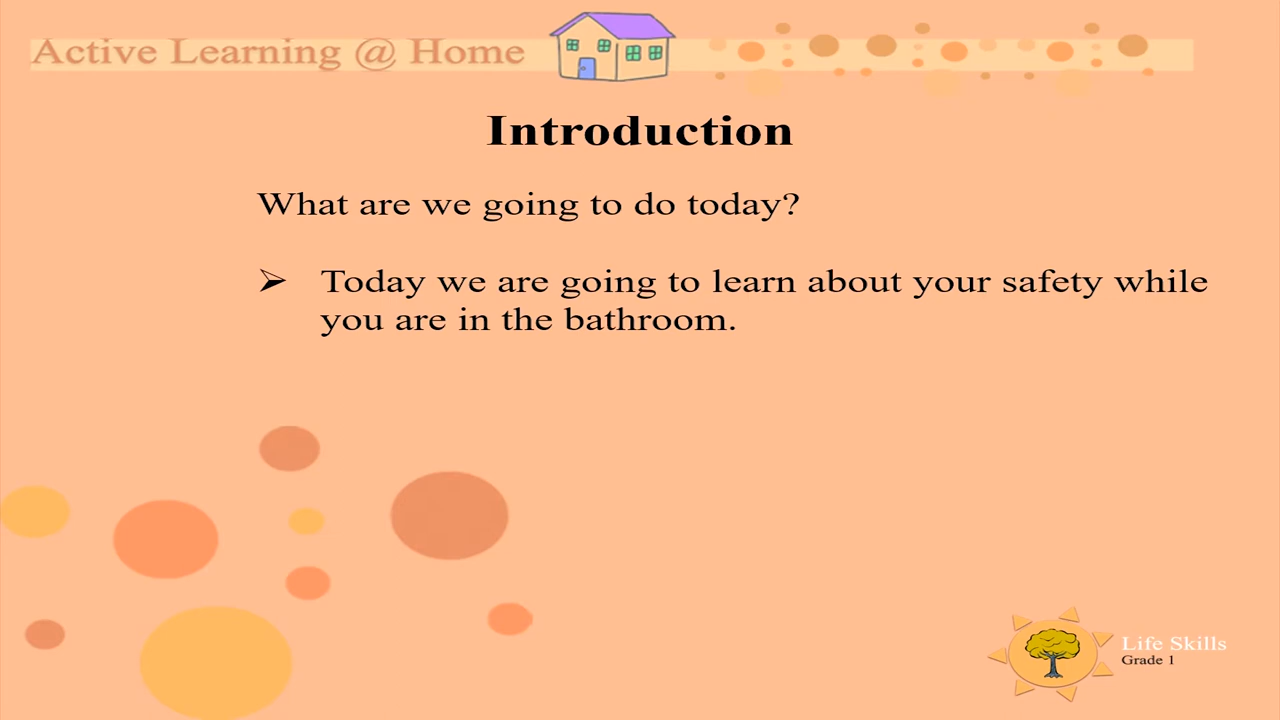 Active Learning @ Home
Introduction
What are we going to do today?
➢ Today we are going to learn about your safety while
you are in the bathroom.
Life Skills
Grade 1